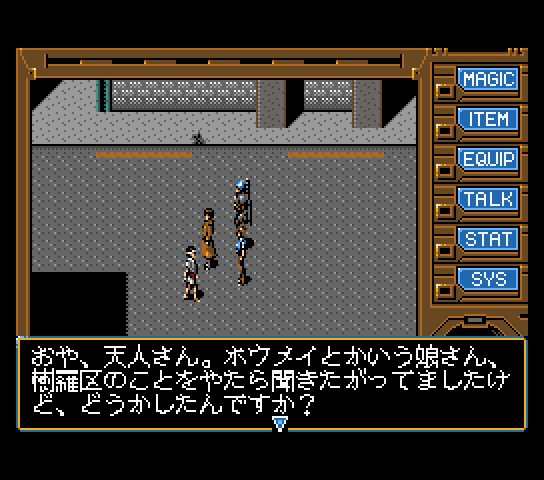 MAGIC
ITEM
EQUIP
TALK
STAT
SYS
おや、天人さん。ホウメイとかいう娘さん、
樹羅区のことをやたら聞きたがってましたけ
ど、どうかしたんですか？